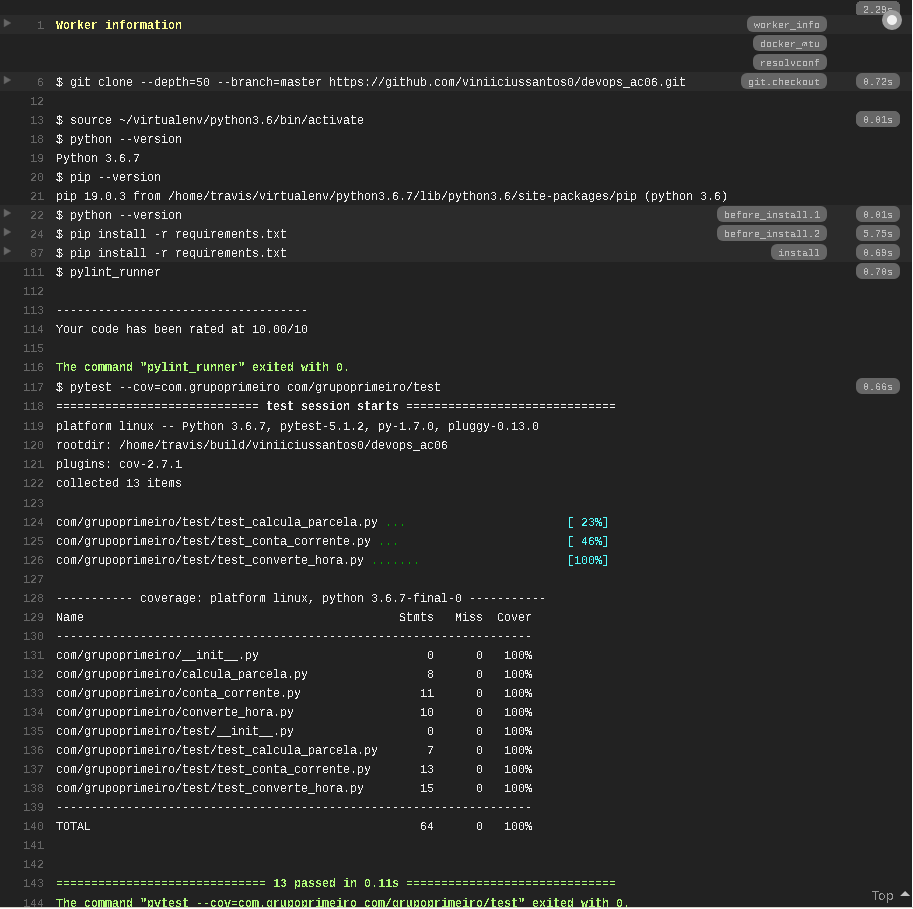 2.29s
1 Worker information worker_info
docker_mtu
resolvconf
6 $ git clone --depth=50 --branch=master https://github.com/viniiciussantos0/devops_ac06.git git.checkout 0.72s
12
13 $ source ~/virtualenv/python3.6/bin/activate 0.01s
18 $ python --version
19 Python 3.6.7
20 $ pip --version
21 pip 19.0.3 from /home/travis/virtualenv/python3.6.7/lib/python3.6/site-packages/pip (python 3.6)
22 $ python --version before_install.1 0.01s
24 $ pip install -r requirements.txt before_install.2 5.75s
87 $ pip install -r requirements.txt install 0.69s
111 $ pylint_runner 0.70s
112
113 ------------------------------------
114 Your code has been rated at 10.00/10
115
116 The command "pylint_runner" exited with 0.
117 $ pytest --cov=com.grupoprimeiro com/grupoprimeiro/test 0.66s
118 ============================= test session starts ==============================
119 platform linux -- Python 3.6.7, pytest-5.1.2, py-1.7.0, pluggy-0.13.0
120 rootdir: /home/travis/build/viniiciussantos0/devops_ac06
121 plugins: cov-2.7.1
122 collected 13 items
123
124 com/grupoprimeiro/test/test_calcula_parcela.py ... [ 23%]
125 com/grupoprimeiro/test/test_conta_corrente.py ... [ 46%]
126 com/grupoprimeiro/test/test_converte_hora.py ....... [100%]
127
128 ----------- coverage: platform linux, python 3.6.7-final-0 -----------
129 Name Stmts Miss Cover
130 --------------------------------------------------------------------
131 com/grupoprimeiro/__init__.py 0 0 100%
132 com/grupoprimeiro/calcula_parcela.py 8 0 100%
133 com/grupoprimeiro/conta_corrente.py 11 0 100%
134 com/grupoprimeiro/converte_hora.py 10 0 100%
135 com/grupoprimeiro/test/__init__.py 0 0 100%
136 com/grupoprimeiro/test/test_calcula_parcela.py 7 0 100%
137 com/grupoprimeiro/test/test_conta_corrente.py 13 0 100%
138 com/grupoprimeiro/test/test_converte_hora.py 15 0 100%
139 --------------------------------------------------------------------
140 TOTAL 64 0 100%
141
142
143 ============================== 13 passed in 0.11s ==============================
144 The command "pytest --cov=com.grupoprimeiro com/grupoprimeiro/test" exited with 0.
Top